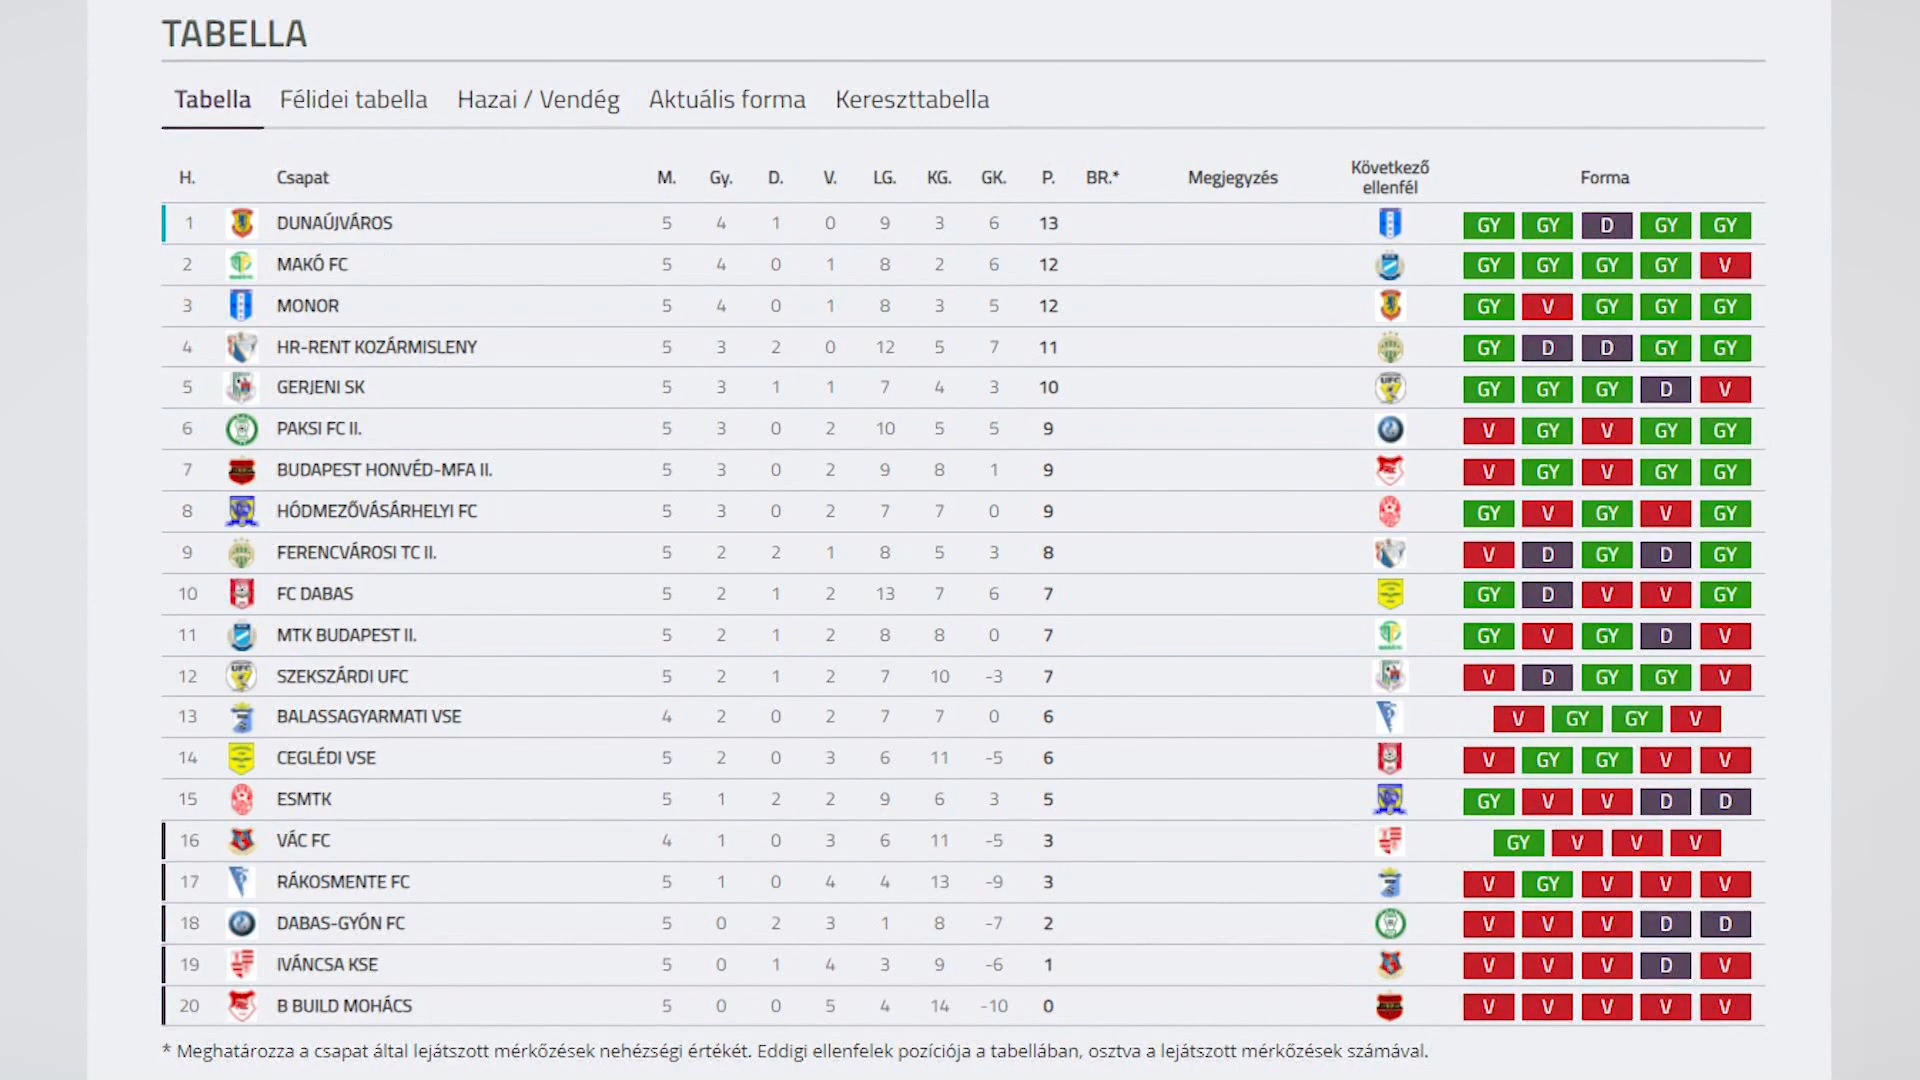 TABELLA
Tabella Félidei tabella Hazai / Vendég Aktuális forma Kereszttabella
H. Csapat M. Gy. D. V. LG. KG. GK. P. BR.* Megjegyzés Következő ellenfél Forma
1 DUNAÚJVÁROS 5 4 1 0 9 3 6 13 GY GY D GY GY
2 MAKÓ FC 5 4 0 1 8 2 6 12 GY GY GY GY V
3 MONOR 5 4 0 1 8 3 5 12 GY V GY GY GY
4 HR-RENT KOZÁRMISLENY 5 3 2 0 12 5 7 11 GY D D GY GY
5 GERJENI SK 5 3 1 1 7 4 3 10 UFC GY GY GY D V
6 PAKSI FC II. 5 3 0 2 10 5 5 9 V GY V GY GY
7 BUDAPEST HONVÉD-MFA II. 5 3 0 2 9 8 1 9 V GY V GY GY
8 HÓDMEZŐVÁSÁRHELYI FC 5 3 0 2 7 7 0 9 GY V GY V GY
9 FERENCVÁROSI TC II. 5 2 2 1 8 5 3 8 V D GY D GY
10 FC DABAS 5 2 1 2 13 7 6 7 GY D V V GY
11 MTK BUDAPEST II. 5 2 1 2 8 8 0 7 GY V GY D V
12 UFC SZEKSZÁRDI UFC 5 2 1 2 7 10 -3 7 V D GY GY V
13 BALASSAGYARMATI VSE 4 2 0 2 7 7 0 6 V GY GY V
14 CEGLÉDI VSE 5 2 0 3 6 11 -5 6 V GY GY V V
15 ESMTK 5 1 2 2 9 6 3 5 GY V V D D
16 VÁC FC 4 1 0 3 6 11 -5 3 GY V V V
17 RÁKOSMENTE FC 5 1 0 4 4 13 -9 3 V GY V V V
18 DABAS-GYÓN FC 5 0 2 3 1 8 -7 2 V V V D D
19 IVÁNCSA KSE 5 0 1 4 3 9 -6 1 V V V D V
20 B BUILD MOHÁCS 5 0 0 5 4 14 -10 0 V V V V V
* Meghatározza a csapat által lejátszott mérkőzések nehézségi értékét. Eddigi ellenfelek pozíciója a tabellában, osztva a lejátszott mérkőzések számával.